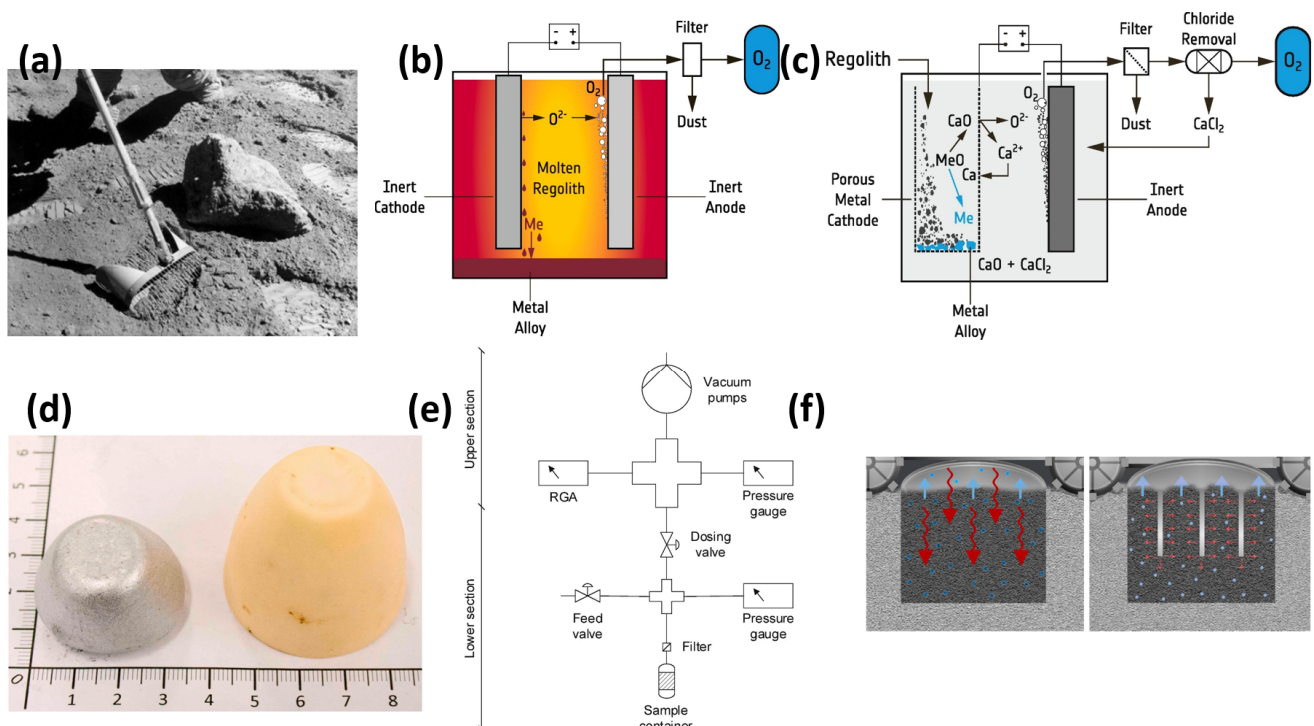 (a)
(b)
- +
Filter
O₂
O₂
O²⁻
Dust
Molten
Regolith
Inert
Cathode
Inert
Anode
Me
Metal
Alloy
(c)
Regolith
- +
Filter
Chloride
Removal
O₂
O₂
Dust
CaCl₂
CaO
O²⁻
Ca²⁺
MeO
Ca
Me
Porous
Metal
Cathode
Inert
Anode
CaO + CaCl₂
Metal
Alloy
(d)
6
5
4
3
2
1
0
1 2 3 4 5 6 7 8
(e)
Upper section
Vacuum
pumps
RGA
Pressure
gauge
Dosing
valve
Lower section
Feed
valve
Pressure
gauge
Filter
Sample
container
(f)